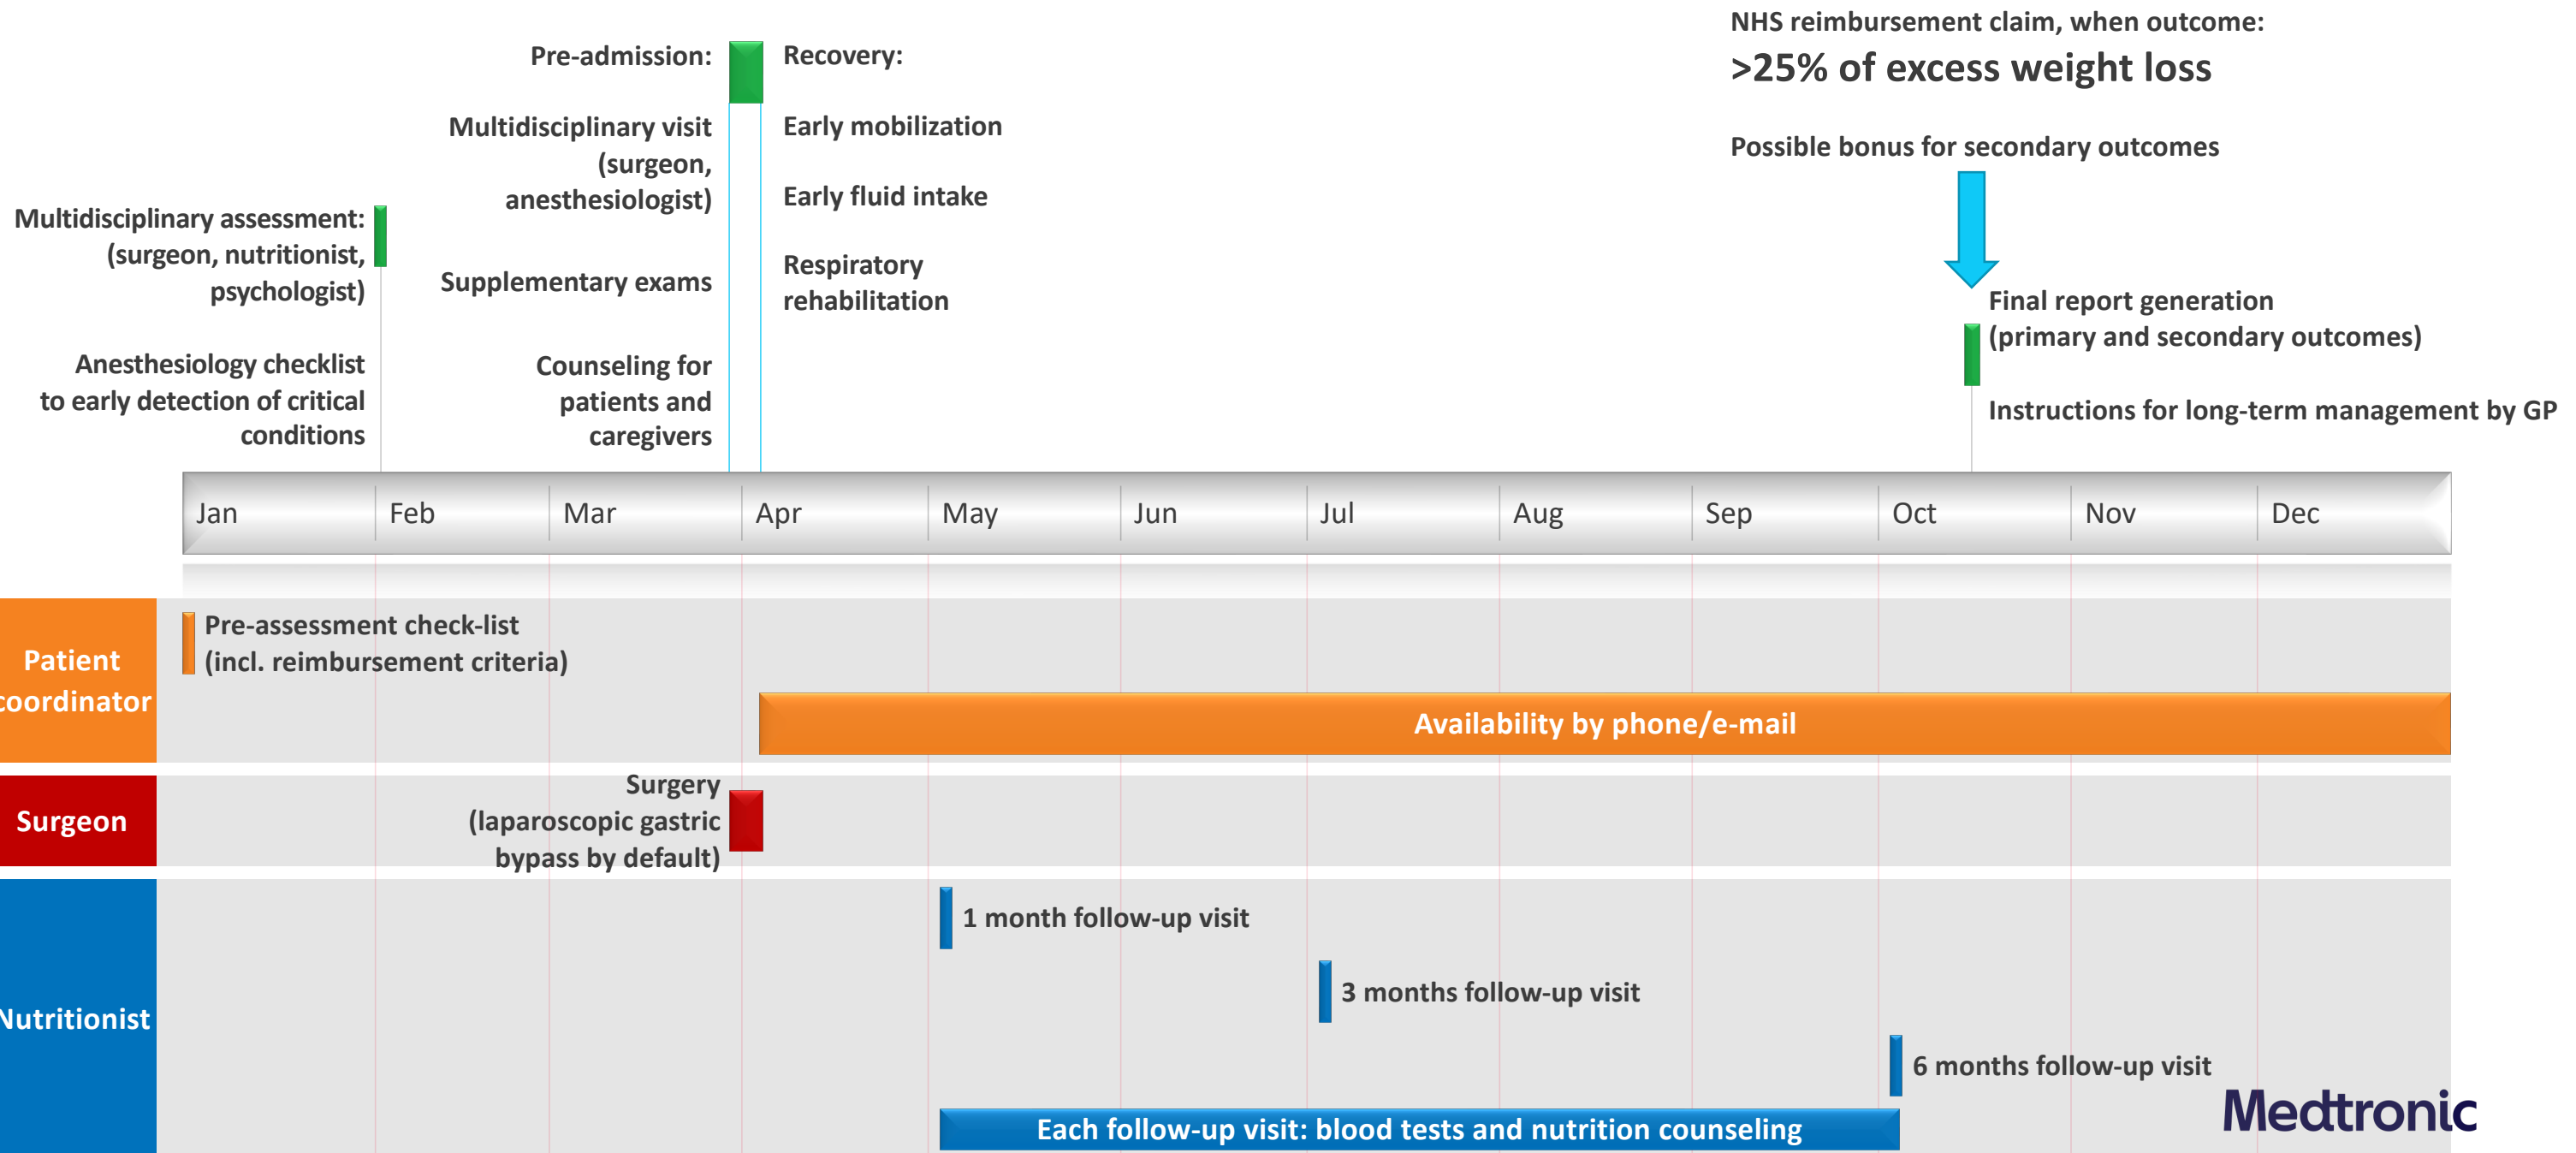 Multidisciplinary assessment:
(surgeon, nutritionist,
psychologist)
Anesthesiology checklist
to early detection of critical
conditions
Pre-admission:
Multidisciplinary visit
(surgeon,
anesthesiologist)
Supplementary exams
Counseling for
patients and
caregivers
Recovery:
Early mobilization
Early fluid intake
Respiratory
rehabilitation
NHS reimbursement claim, when outcome:
>25% of excess weight loss
Possible bonus for secondary outcomes
Final report generation
(primary and secondary outcomes)
Instructions for long-term management by GP
Jan Feb Mar Apr May Jun Jul Aug Sep Oct Nov Dec
Patient
coordinator
Pre-assessment check-list
(incl. reimbursement criteria)
Availability by phone/e-mail
Surgeon
Surgery
(laparoscopic gastric
bypass by default)
Nutritionist
1 month follow-up visit
3 months follow-up visit
6 months follow-up visit
Each follow-up visit: blood tests and nutrition counseling
Medtronic